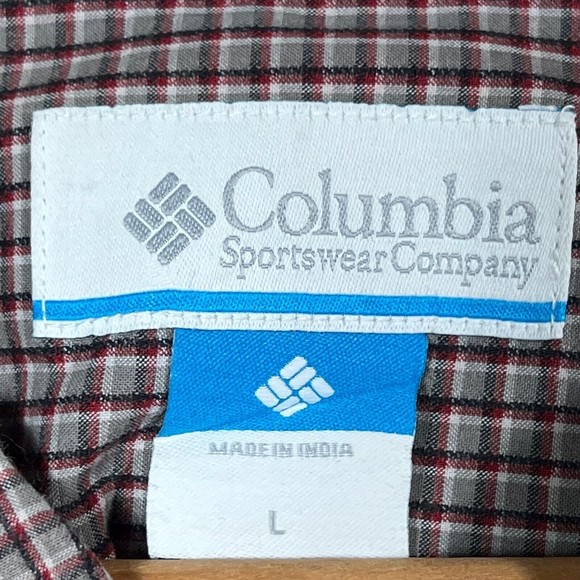 Columbia
Sportswear Company
MADE IN INDIA
L